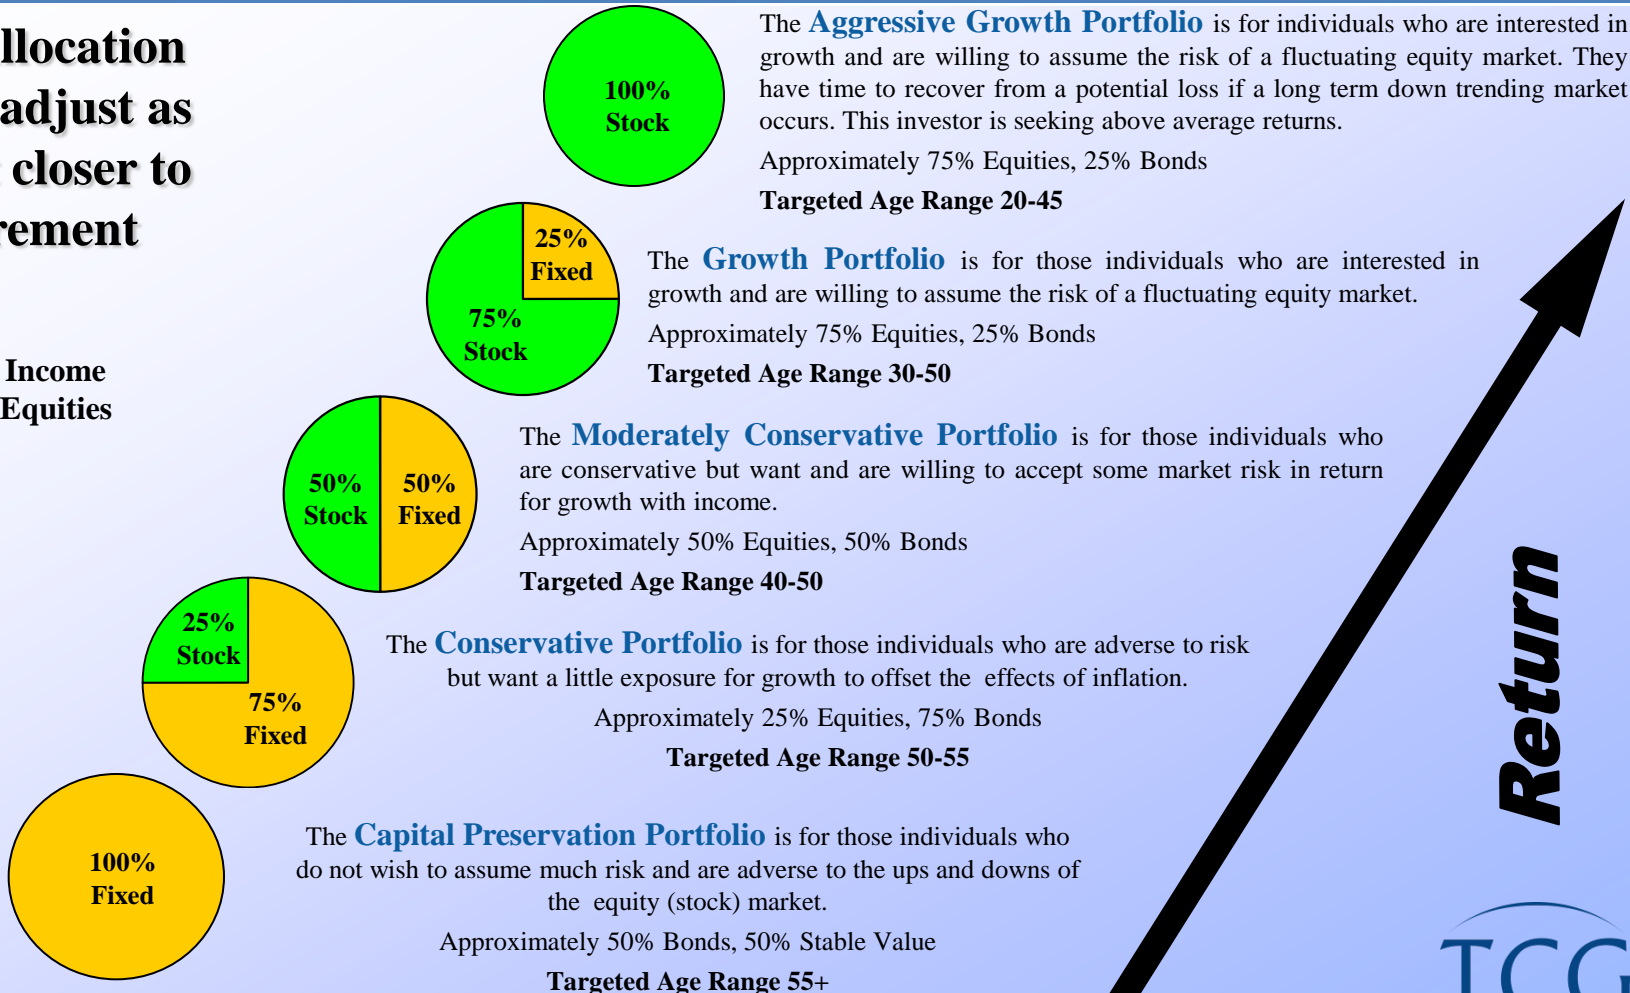 llocation
adjust as
closer to
rement
Income
Equities
100%
Stock
The Aggressive Growth Portfolio is for individuals who are interested in
growth and are willing to assume the risk of a fluctuating equity market. They
have time to recover from a potential loss if a long term down trending market
occurs. This investor is seeking above average returns.
Approximately 75% Equities, 25% Bonds
Targeted Age Range 20-45
25%
Fixed
75%
Stock
The Growth Portfolio is for those individuals who are interested in
growth and are willing to assume the risk of a fluctuating equity market.
Approximately 75% Equities, 25% Bonds
Targeted Age Range 30-50
50%
Stock
50%
Fixed
The Moderately Conservative Portfolio is for those individuals who
are conservative but want and are willing to accept some market risk in return
for growth with income.
Approximately 50% Equities, 50% Bonds
Targeted Age Range 40-50
25%
Stock
75%
Fixed
The Conservative Portfolio is for those individuals who are adverse to risk
but want a little exposure for growth to offset the effects of inflation.
Approximately 25% Equities, 75% Bonds
Targeted Age Range 50-55
100%
Fixed
The Capital Preservation Portfolio is for those individuals who
do not wish to assume much risk and are adverse to the ups and downs of
the equity (stock) market.
Approximately 50% Bonds, 50% Stable Value
Targeted Age Range 55+
Return
TCG